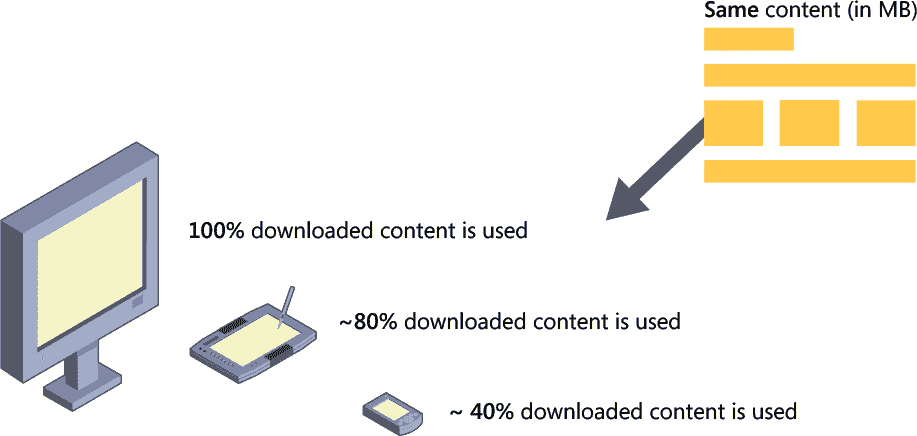 Same content (in MB)
100% downloaded content is used
~80% downloaded content is used
~ 40% downloaded content is used